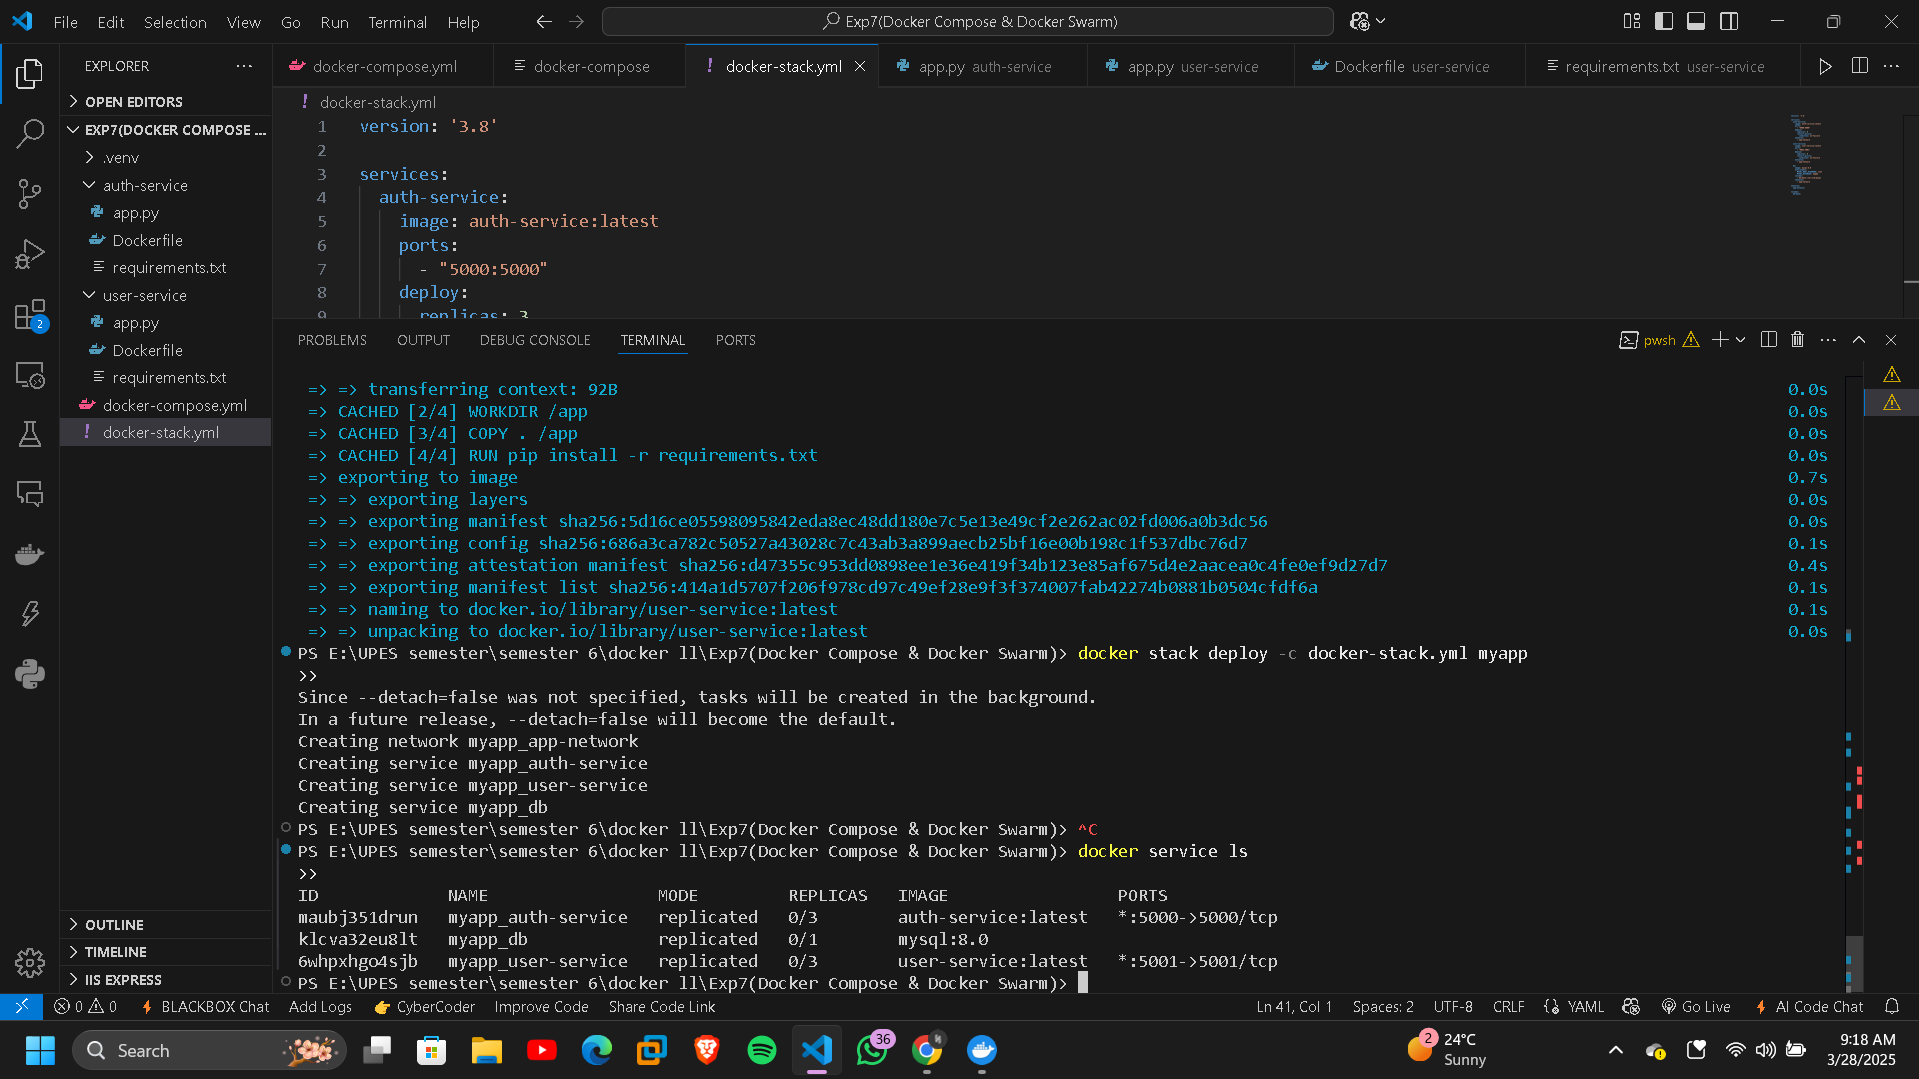 File Edit Selection View Go Run Terminal Help
Exp7(Docker Compose & Docker Swarm)
EXPLORER
OPEN EDITORS
EXP7(DOCKER COMPOSE ...
.venv
auth-service
app.py
Dockerfile
requirements.txt
user-service
app.py
Dockerfile
requirements.txt
docker-compose.yml
docker-stack.yml
OUTLINE
TIMELINE
IIS EXPRESS
2
docker-compose.yml
docker-compose
docker-stack.yml
app.py auth-service
app.py user-service
Dockerfile user-service
requirements.txt user-service
docker-stack.yml
1 version: '3.8'
2
3 services:
4 auth-service:
5 image: auth-service:latest
6 ports:
7 - "5000:5000"
8 deploy:
9 replicas: 3
PROBLEMS OUTPUT DEBUG CONSOLE TERMINAL PORTS
pwsh
=> => transferring context: 92B 0.0s
=> CACHED [2/4] WORKDIR /app 0.0s
=> CACHED [3/4] COPY . /app 0.0s
=> CACHED [4/4] RUN pip install -r requirements.txt 0.0s
=> exporting to image 0.7s
=> => exporting layers 0.0s
=> => exporting manifest sha256:5d16ce05598095842eda8ec48dd180e7c5e13e49cf2e262ac02fd006a0b3dc56 0.0s
=> => exporting config sha256:686a3ca782c50527a43028c7c43ab3a899aecb25bf16e00b198c1f537dbc76d7 0.1s
=> => exporting attestation manifest sha256:d47355c953dd0898ee1e36e419f34b123e85af675d4e2aacea0c4fe0ef9d27d7 0.4s
=> => exporting manifest list sha256:414a1d5707f206f978cd97c49ef28e9f3f374007fab42274b0881b0504cfdf6a 0.1s
=> => naming to docker.io/library/user-service:latest 0.1s
=> => unpacking to docker.io/library/user-service:latest 0.0s
PS E:\UPES semester\semester 6\docker ll\Exp7(Docker Compose & Docker Swarm)> docker stack deploy -c docker-stack.yml myapp
>>
Since --detach=false was not specified, tasks will be created in the background.
In a future release, --detach=false will become the default.
Creating network myapp_app-network
Creating service myapp_auth-service
Creating service myapp_user-service
Creating service myapp_db
PS E:\UPES semester\semester 6\docker ll\Exp7(Docker Compose & Docker Swarm)> ^C
PS E:\UPES semester\semester 6\docker ll\Exp7(Docker Compose & Docker Swarm)> docker service ls
>>
ID NAME MODE REPLICAS IMAGE PORTS
maubj351drun myapp_auth-service replicated 0/3 auth-service:latest *:5000->5000/tcp
klcva32eu8lt myapp_db replicated 0/1 mysql:8.0
6whpxhgo4sjb myapp_user-service replicated 0/3 user-service:latest *:5001->5001/tcp
PS E:\UPES semester\semester 6\docker ll\Exp7(Docker Compose & Docker Swarm)>
0 0 BLACKBOX Chat Add Logs CyberCoder Improve Code Share Code Link Ln 41, Col 1 Spaces: 2 UTF-8 CRLF YAML Go Live AI Code Chat
Search
36
2
24°C
Sunny
9:18 AM
3/28/2025